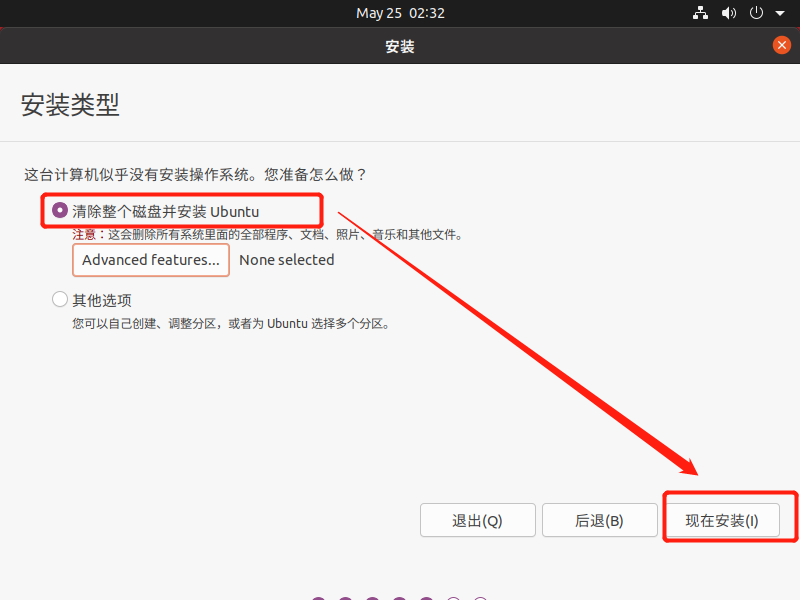 May 25 02:32
安装
安装类型
这台计算机似乎没有安装操作系统。您准备怎么做？
清除整个磁盘并安装 Ubuntu
注意：这会删除所有系统里面的全部程序、文档、照片、音乐和其他文件。
Advanced features... None selected
其他选项
您可以自己创建、调整分区，或者为 Ubuntu 选择多个分区。
退出(Q) 后退(B) 现在安装(I)